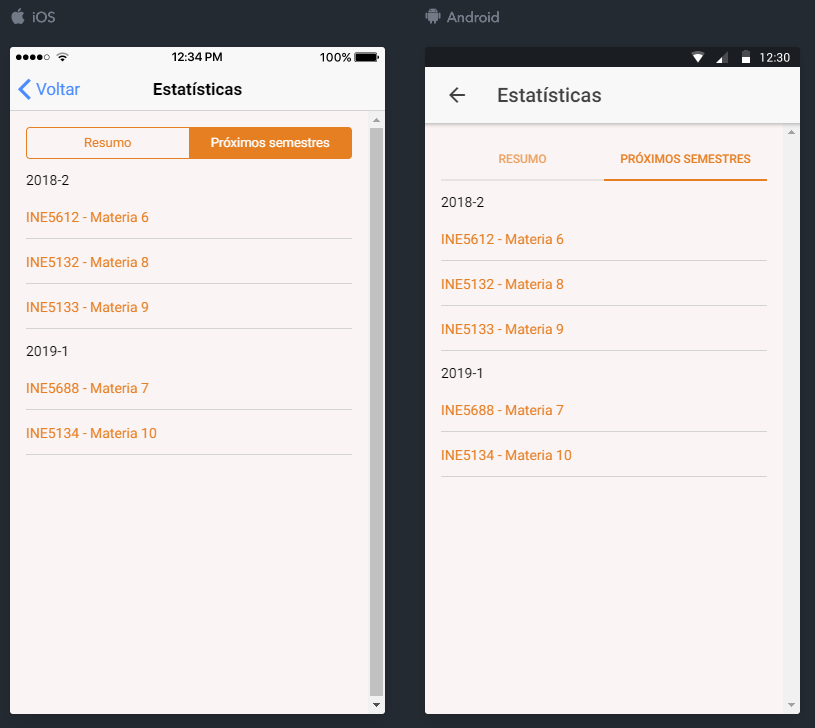 iOS
12:34 PM 100%
Voltar Estatísticas
Resumo Próximos semestres
2018-2
INE5612 - Materia 6
INE5132 - Materia 8
INE5133 - Materia 9
2019-1
INE5688 - Materia 7
INE5134 - Materia 10
Android
12:30
Estatísticas
RESUMO PRÓXIMOS SEMESTRES
2018-2
INE5612 - Materia 6
INE5132 - Materia 8
INE5133 - Materia 9
2019-1
INE5688 - Materia 7
INE5134 - Materia 10